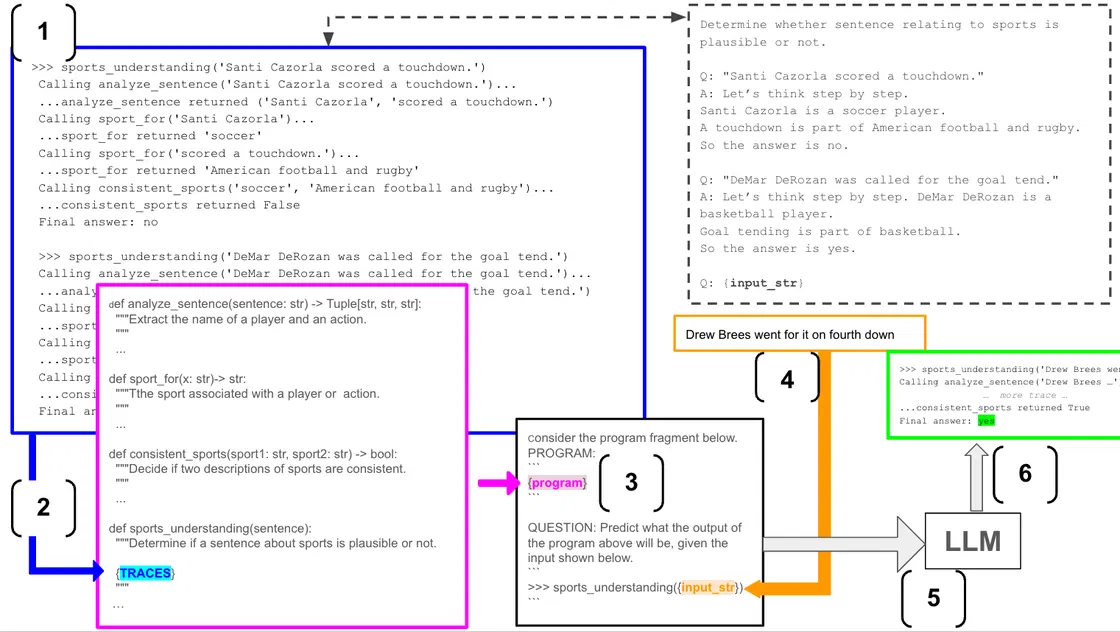 1
>>> sports_understanding('Santi Cazorla scored a touchdown.')
Calling analyze_sentence('Santi Cazorla scored a touchdown.')...
...analyze_sentence returned ('Santi Cazorla', 'scored a touchdown.')
Calling sport_for('Santi Cazorla')...
...sport_for returned 'soccer'
Calling sport_for('scored a touchdown.')...
...sport_for returned 'American football and rugby'
Calling consistent_sports('soccer', 'American football and rugby')...
...consistent_sports returned False
Final answer: no
>>> sports_understanding('DeMar DeRozan was called for the goal tend.')
Calling analyze_sentence('DeMar DeRozan was called for the goal tend.')...
...analy
the goal tend.')
Calling
...sport
Calling
...sport
Calling
...consi
Final an
2
def analyze_sentence(sentence: str) -> Tuple[str, str, str]:
"""Extract the name of a player and an action.
"""
...
def sport_for(x: str)-> str:
"""Tthe sport associated with a player or action.
"""
...
def consistent_sports(sport1: str, sport2: str) -> bool:
"""Decide if two descriptions of sports are consistent.
"""
...
def sports_understanding(sentence):
"""Determine if a sentence about sports is plausible or not.
{TRACES}
"""
...
consider the program fragment below.
PROGRAM:
```
{program}
```
3
QUESTION: Predict what the output of
the program above will be, given the
input shown below.
```
>>> sports_understanding({input_str})
```
Determine whether sentence relating to sports is
plausible or not.
Q: "Santi Cazorla scored a touchdown."
A: Let's think step by step.
Santi Cazorla is a soccer player.
A touchdown is part of American football and rugby.
So the answer is no.
Q: "DeMar DeRozan was called for the goal tend."
A: Let's think step by step. DeMar DeRozan is a
basketball player.
Goal tending is part of basketball.
So the answer is yes.
Q: {input_str}
Drew Brees went for it on fourth down
4
>>> sports_understanding('Drew Brees wen
Calling analyze_sentence('Drew Brees …'
… more trace …
...consistent_sports returned True
Final answer: yes
6
LLM
5